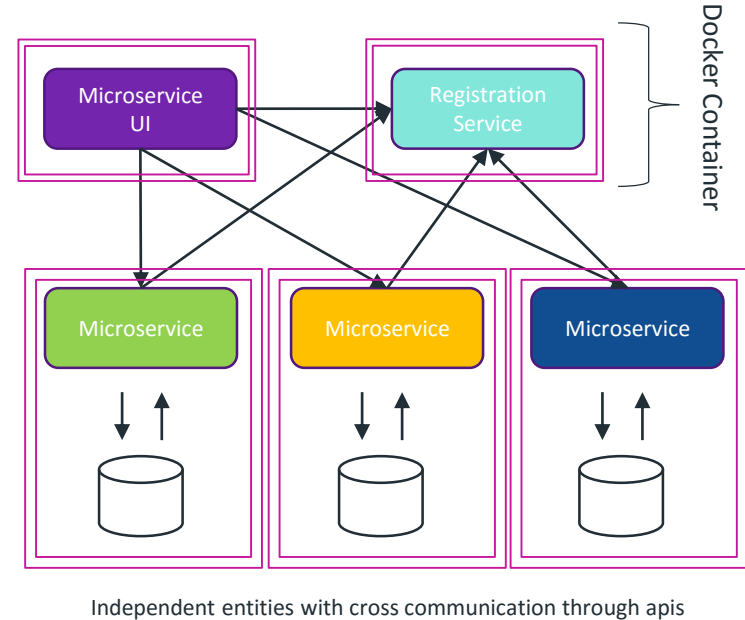 Microservice
UI
Registration
Service
Docker Container
Microservice
Microservice
Microservice
Independent entities with cross communication through apis